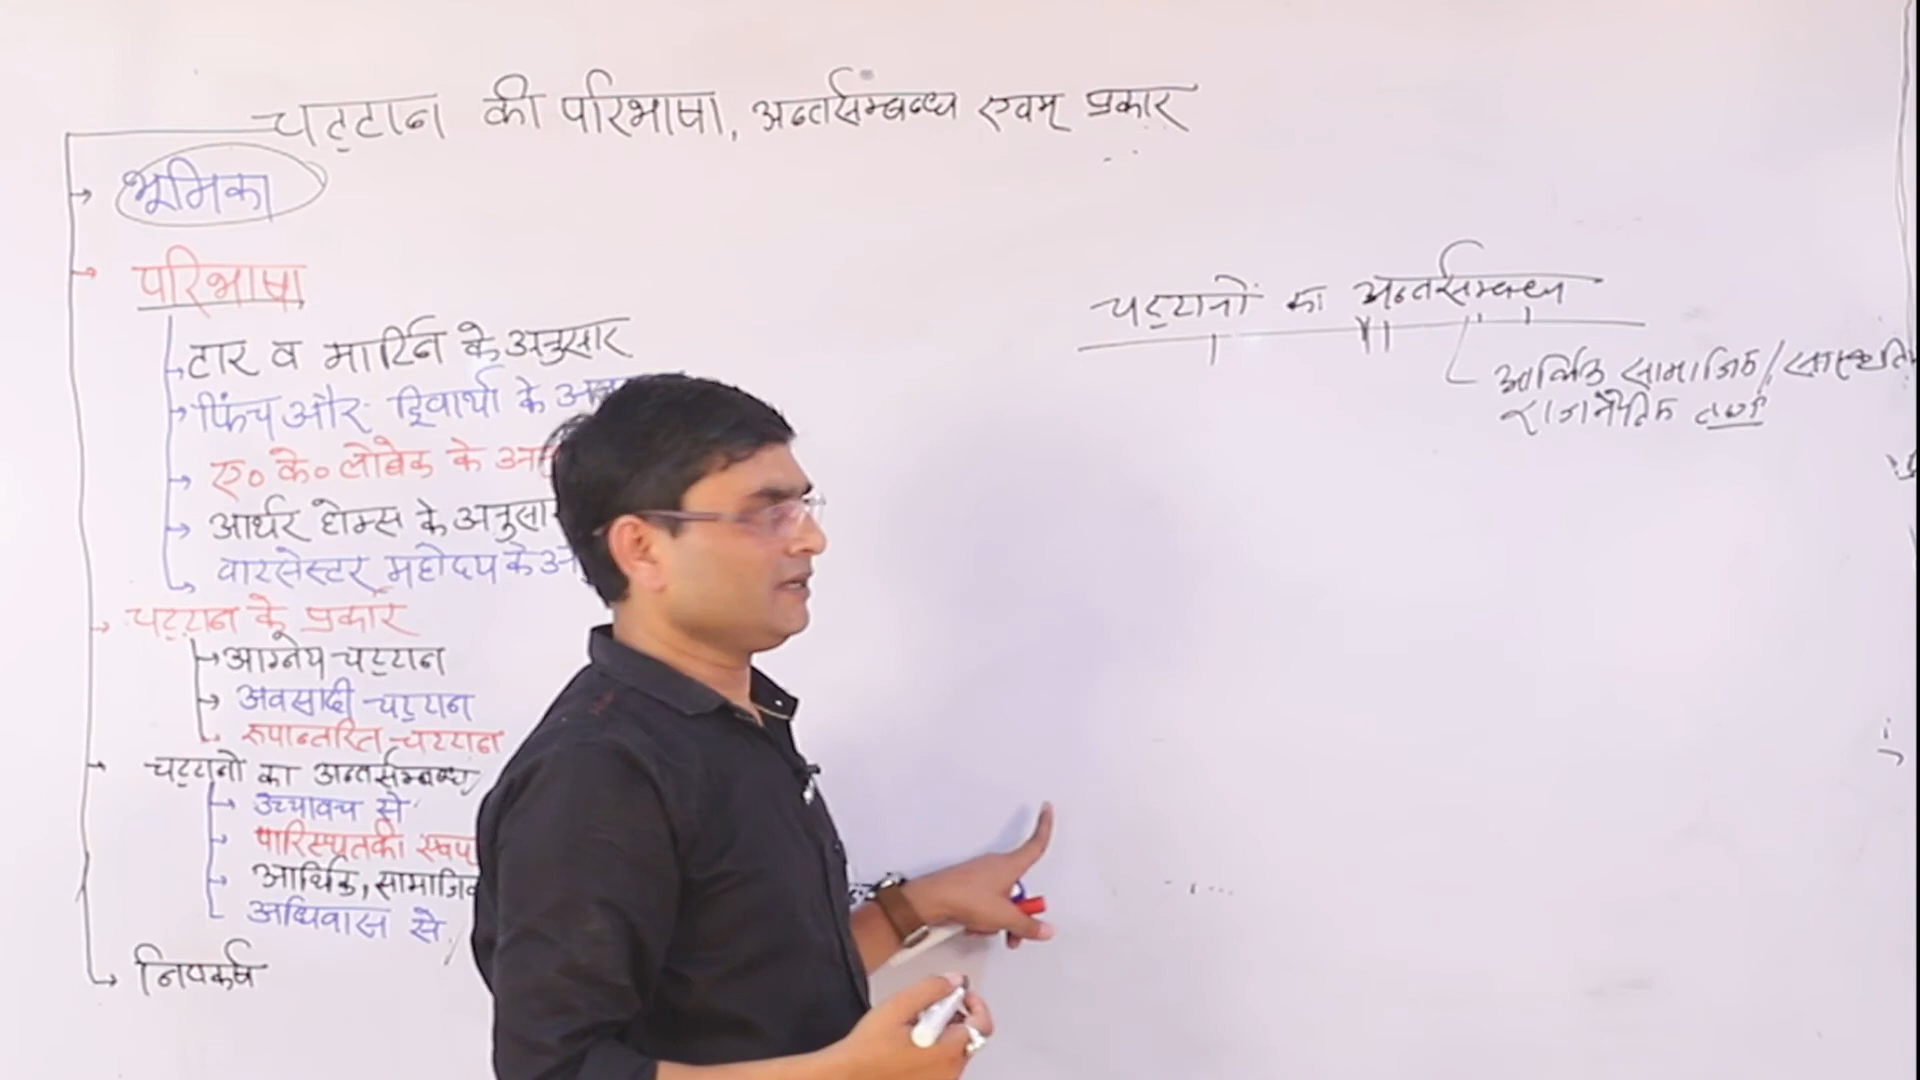 चट्टान की परिभाषा, अन्तर्सम्बन्ध एवम् प्रकार
भूमिका
परिभाषा
टार व मार्टिन के अनुसार
फिंच और ट्रिवार्था के
ए० के० लोबेक के
आर्थर होम्स के अनुसार
वारसेस्टर महोदय के
चट्टान के प्रकार
आग्नेय चट्टान
अवसादी चट्टान
रूपान्तरित चट्टान
चट्टानो का अन्तर्सम्बन्ध
उच्चावच से
आर्थिक, सामाजिक
अधिवास से
निष्कर्ष
चट्टानों का अन्तर्सम्बन्ध
आर्थिक सामाजिक/
राजनैतिक